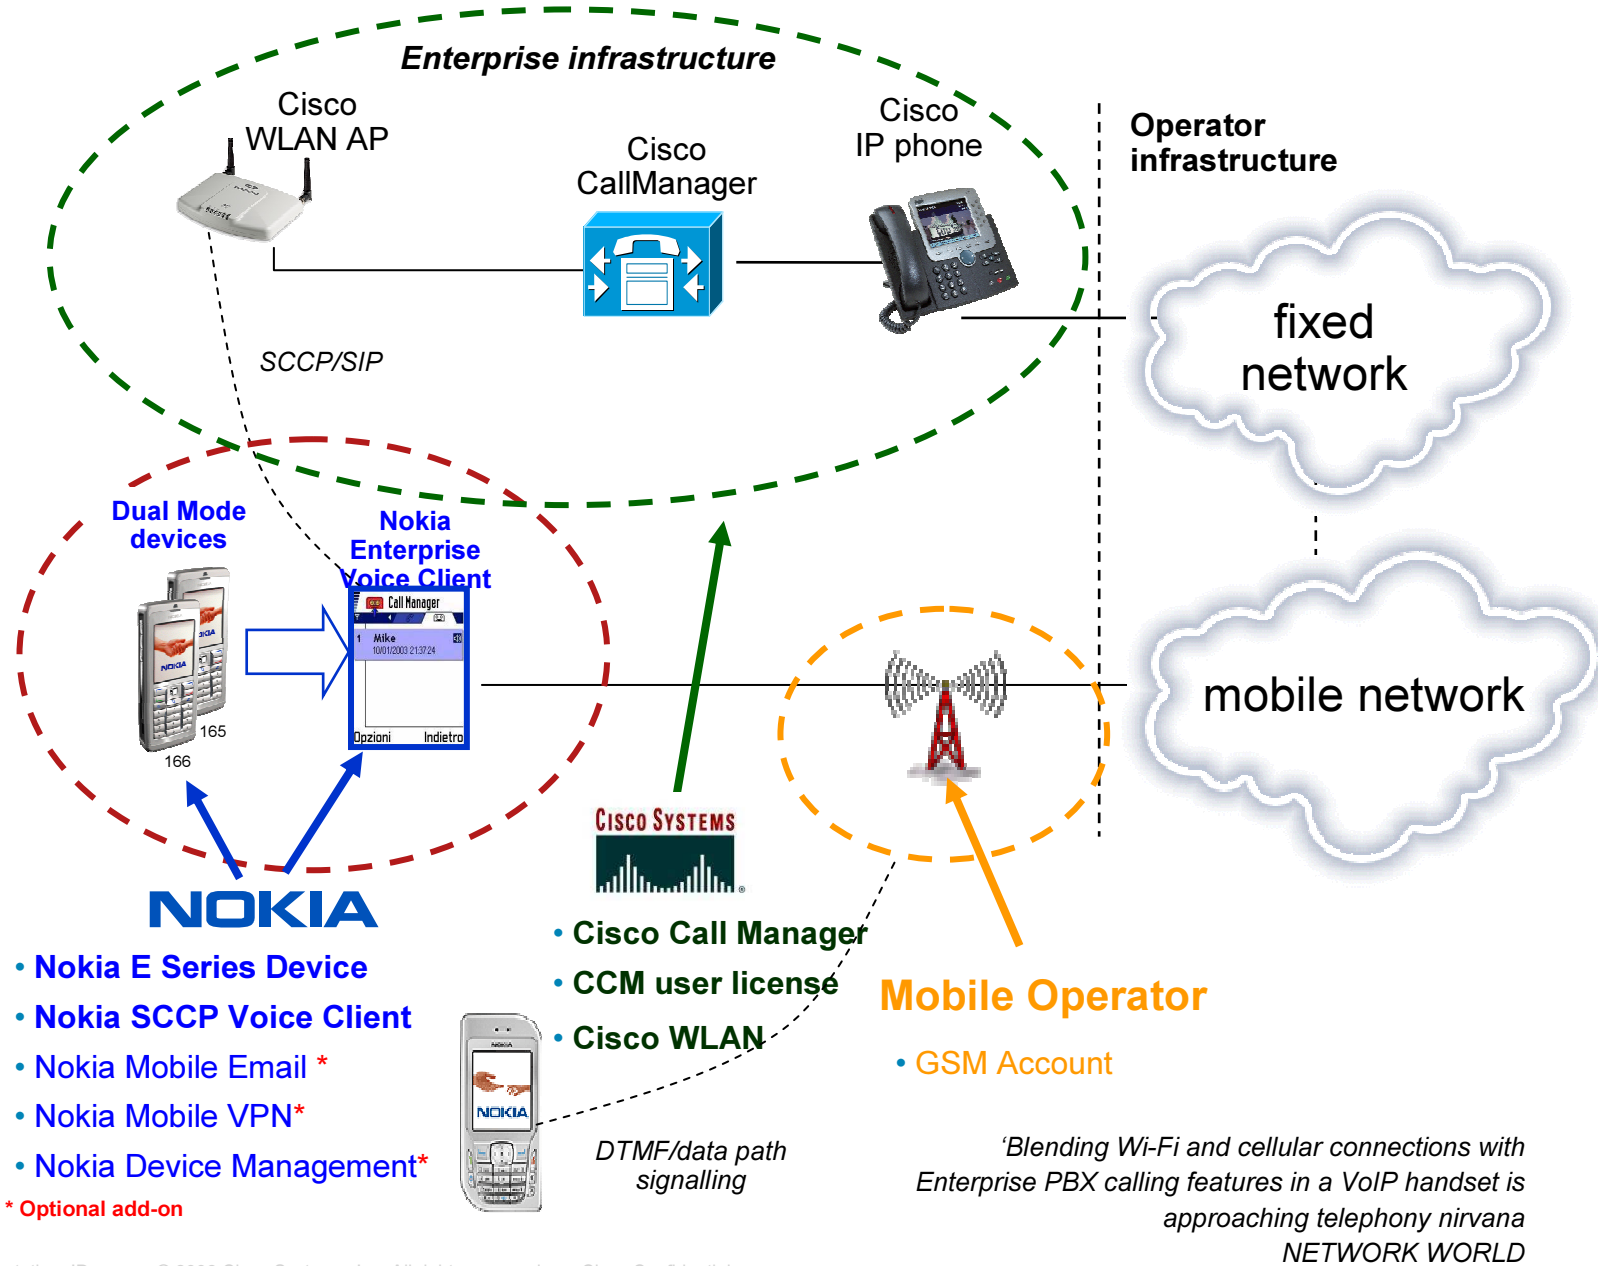 Enterprise infrastructure
Cisco
WLAN AP
Cisco
CallManager
Cisco
IP phone
Operator
infrastructure
fixed
network
SCCP/SIP
Dual Mode
devices
Nokia
Enterprise
Voice Client
Call Manager
1 Mike
10/01/2003 21:37:24
Opzioni Indietro
NOKIA
165
166
mobile network
CISCO SYSTEMS
®
NOKIA
• Nokia E Series Device
• Nokia SCCP Voice Client
• Nokia Mobile Email *
• Nokia Mobile VPN*
• Nokia Device Management*
* Optional add-on
• Cisco Call Manager
• CCM user license
• Cisco WLAN
Mobile Operator
• GSM Account
NOKIA
DTMF/data path
signalling
‘Blending Wi-Fi and cellular connections with
Enterprise PBX calling features in a VoIP handset is
approaching telephony nirvana
NETWORK WORLD